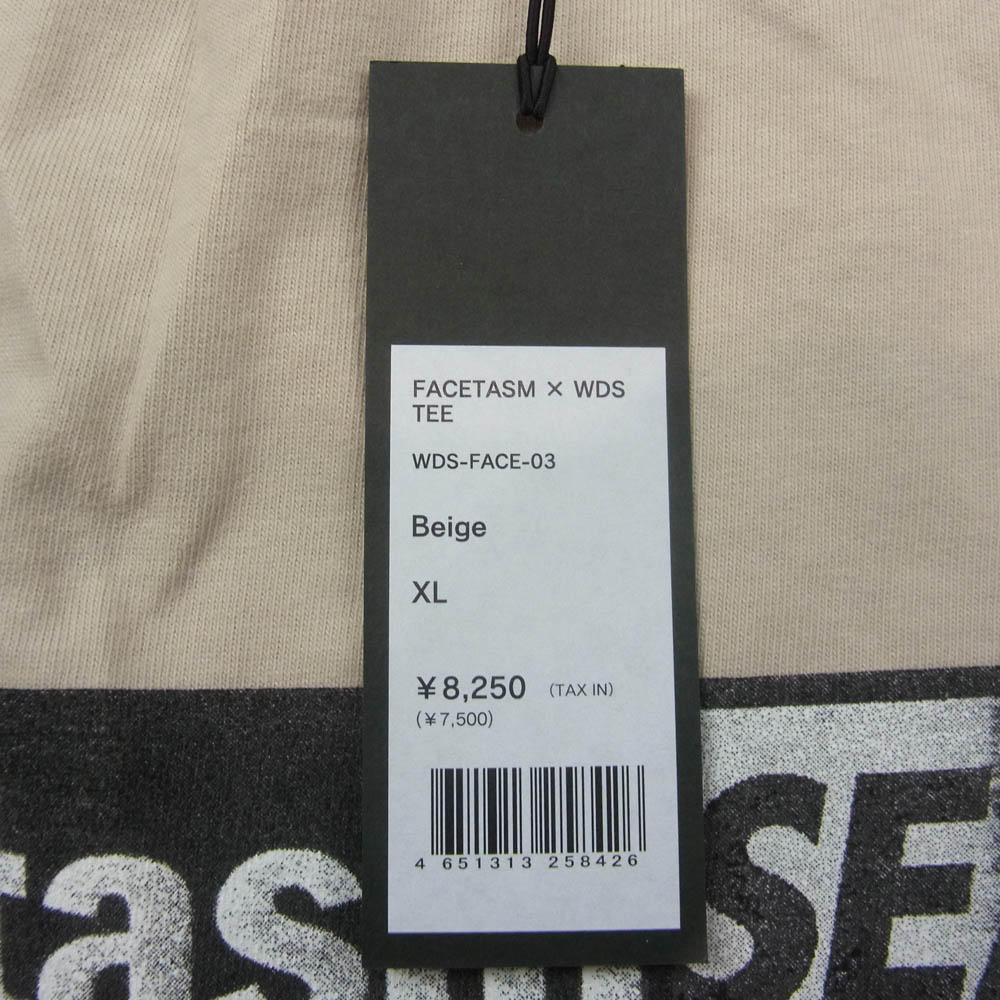 FACETASM × WDS
TEE
WDS-FACE-03
Beige
XL
¥8,250 (TAX IN)
(¥7,500)
4 651313 258426